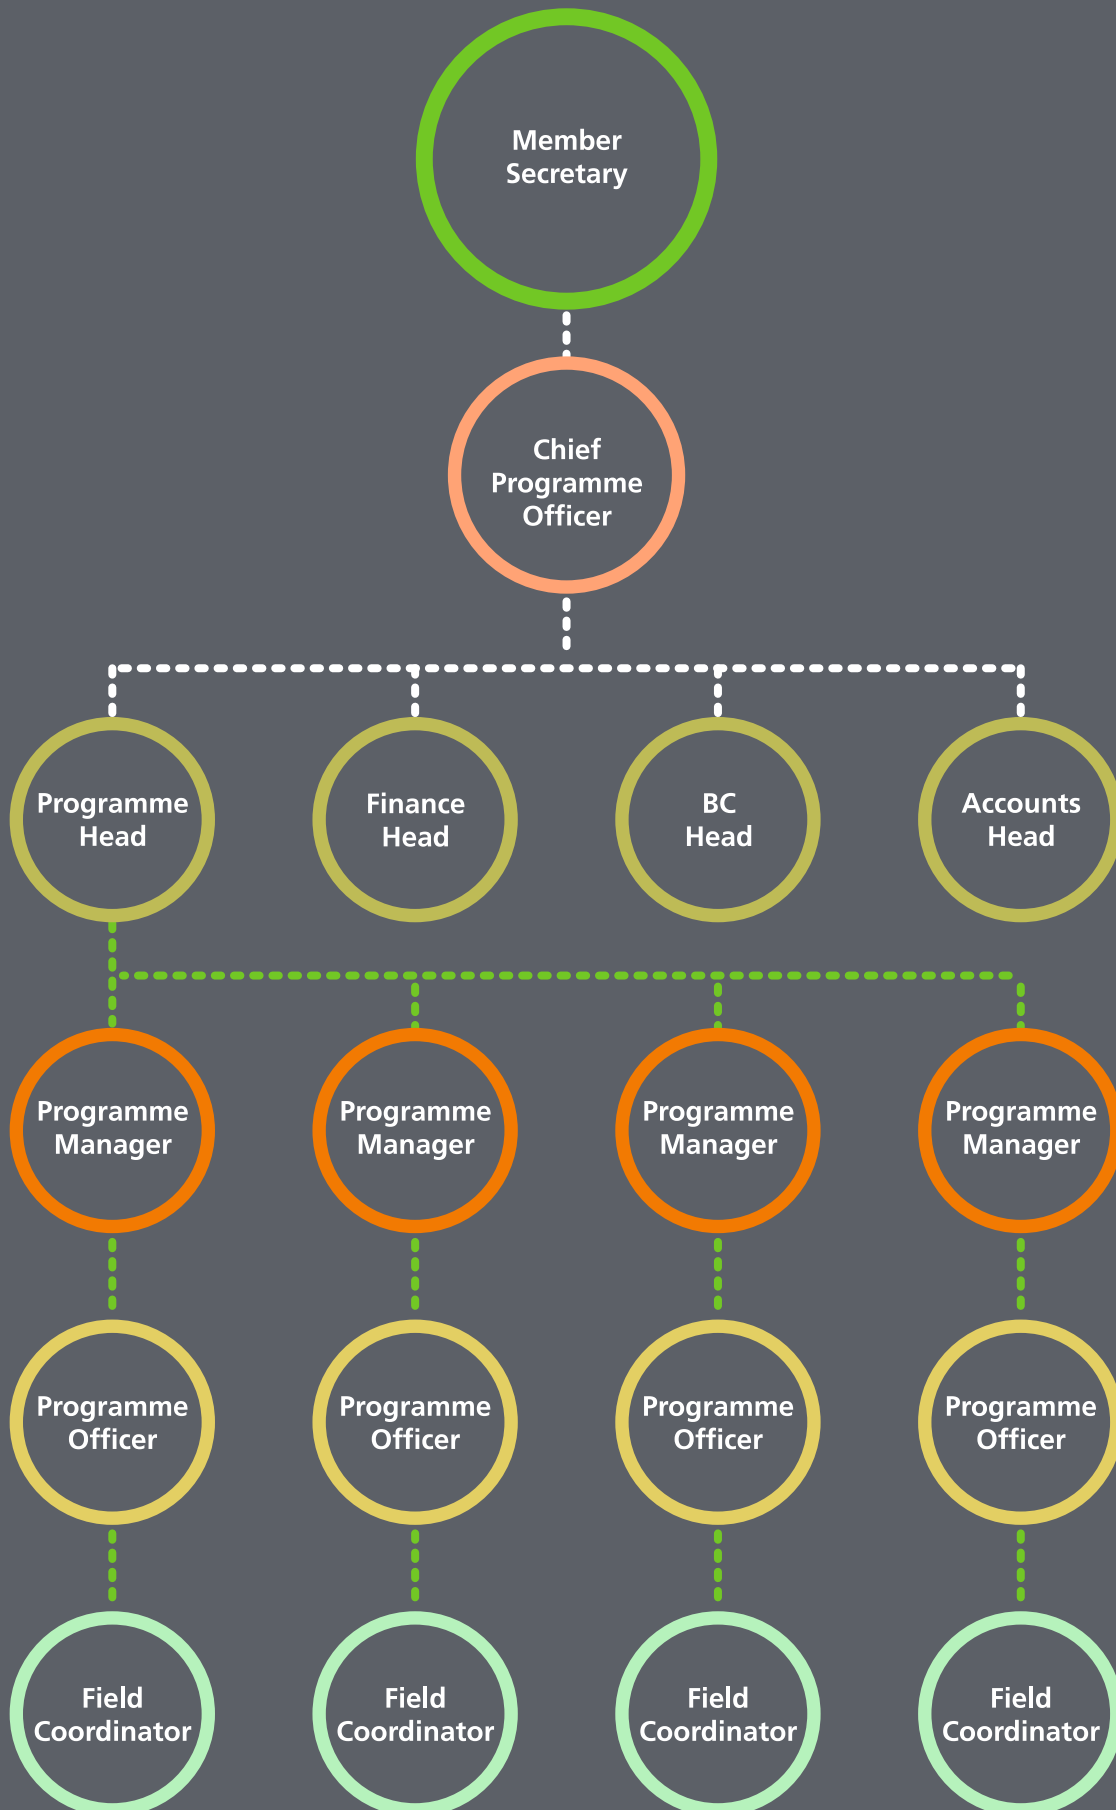 Member
Secretary
Chief
Programme
Officer
Programme
Head
Finance
Head
BC
Head
Accounts
Head
Programme
Manager
Programme
Manager
Programme
Manager
Programme
Manager
Programme
Officer
Programme
Officer
Programme
Officer
Programme
Officer
Field
Coordinator
Field
Coordinator
Field
Coordinator
Field
Coordinator